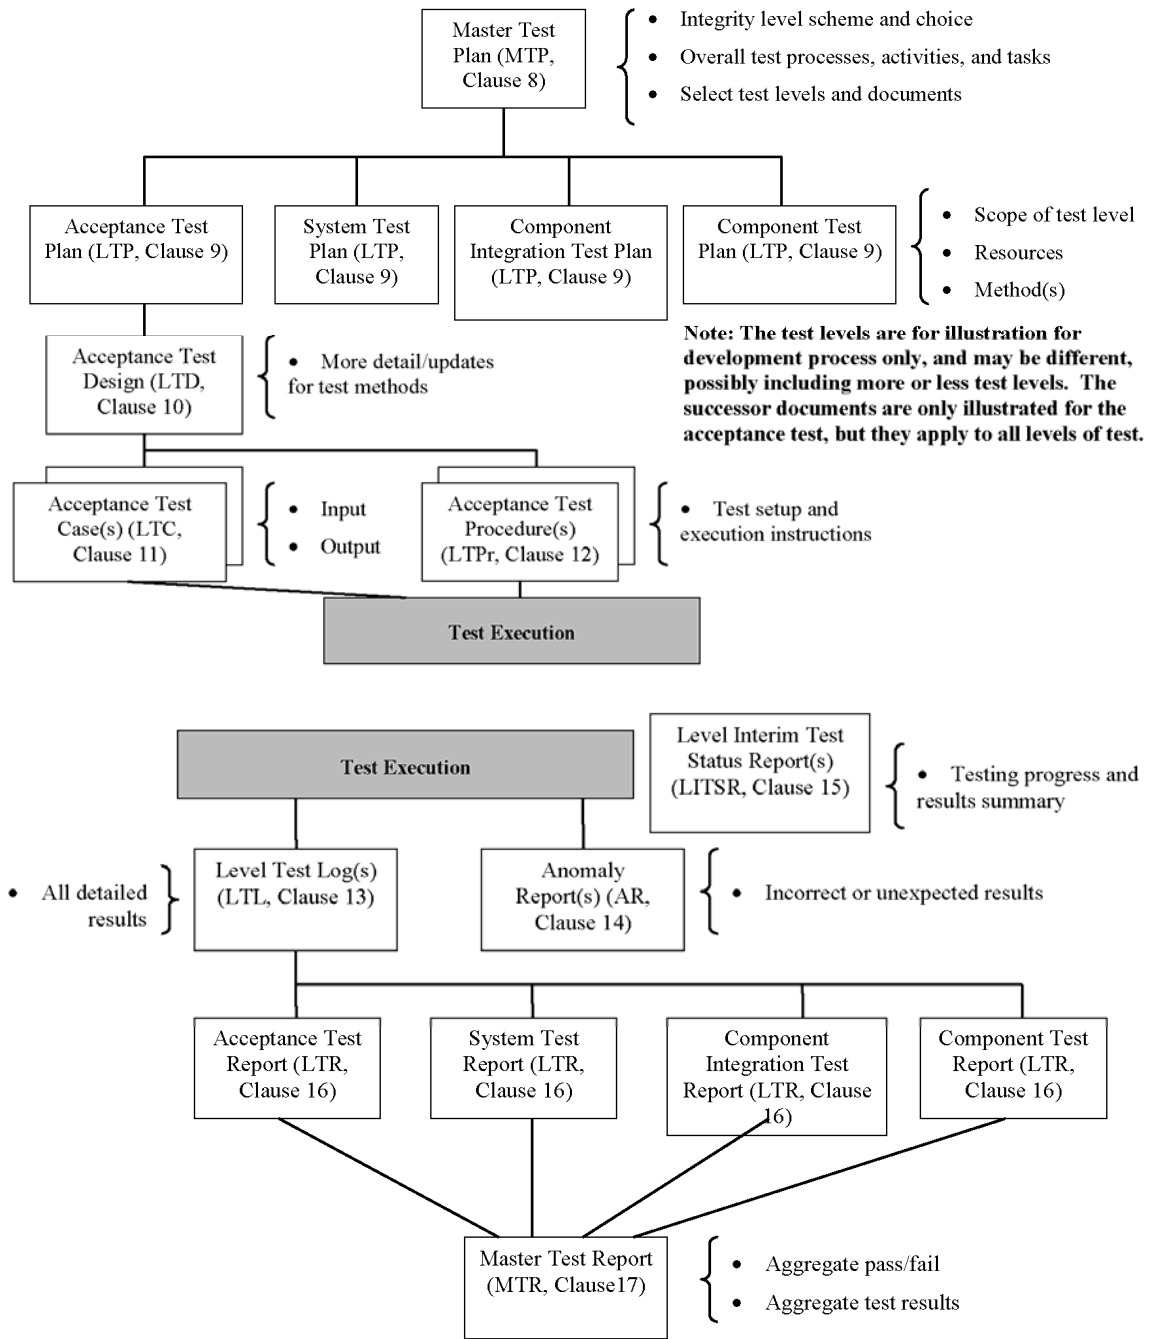 Master Test
Plan (MTP,
Clause 8)
• Integrity level scheme and choice
• Overall test processes, activities, and tasks
• Select test levels and documents
Acceptance Test
Plan (LTP, Clause 9)
System Test
Plan (LTP,
Clause 9)
Component
Integration Test Plan
(LTP, Clause 9)
Component Test
Plan (LTP, Clause 9)
• Scope of test level
• Resources
• Method(s)
Note: The test levels are for illustration for
development process only, and may be different,
possibly including more or less test levels. The
successor documents are only illustrated for the
acceptance test, but they apply to all levels of test.
Acceptance Test
Design (LTD,
Clause 10)
• More detail/updates
for test methods
Acceptance Test
Case(s) (LTC,
Clause 11)
• Input
• Output
Acceptance Test
Procedure(s)
(LTPr, Clause 12)
• Test setup and
execution instructions
Test Execution
Test Execution
Level Interim Test
Status Report(s)
(LITSR, Clause 15)
• Testing progress and
results summary
• All detailed
results
Level Test Log(s)
(LTL, Clause 13)
Anomaly
Report(s) (AR,
Clause 14)
• Incorrect or unexpected results
Acceptance Test
Report (LTR,
Clause 16)
System Test
Report (LTR,
Clause 16)
Component
Integration Test
Report (LTR, Clause
16)
Component Test
Report (LTR,
Clause 16)
Master Test Report
(MTR, Clause17)
• Aggregate pass/fail
• Aggregate test results